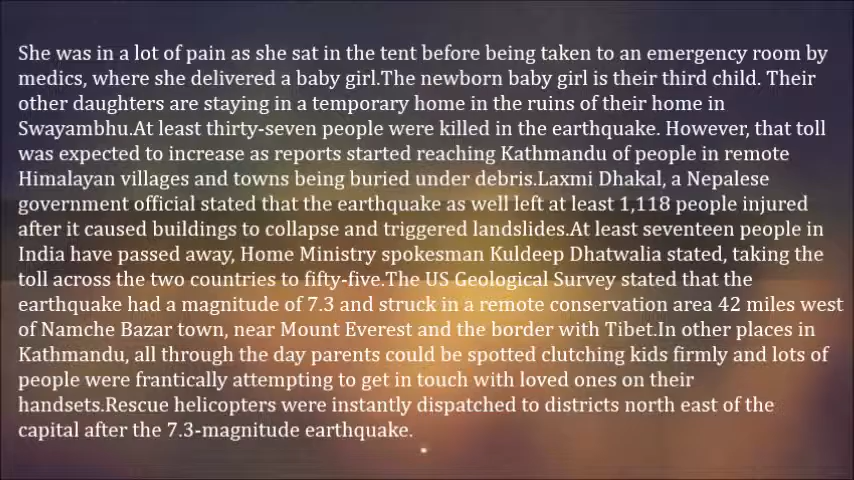 She was in a lot of pain as she sat in the tent before being taken to an emergency room by
medics, where she delivered a baby girl.The newborn baby girl is their third child. Their
other daughters are staying in a temporary home in the ruins of their home in
Swayambhu.At least thirty-seven people were killed in the earthquake. However, that toll
was expected to increase as reports started reaching Kathmandu of people in remote
Himalayan villages and towns being buried under debris.Laxmi Dhakal, a Nepalese
government official stated that the earthquake as well left at least 1,118 people injured
after it caused buildings to collapse and triggered landslides.At least seventeen people in
India have passed away, Home Ministry spokesman Kuldeep Dhatwalia stated, taking the
toll across the two countries to fifty-five.The US Geological Survey stated that the
earthquake had a magnitude of 7.3 and struck in a remote conservation area 42 miles west
of Namche Bazar town, near Mount Everest and the border with Tibet.In other places in
Kathmandu, all through the day parents could be spotted clutching kids firmly and lots of
people were frantically attempting to get in touch with loved ones on their
handsets.Rescue helicopters were instantly dispatched to districts north east of the
capital after the 7.3-magnitude earthquake.